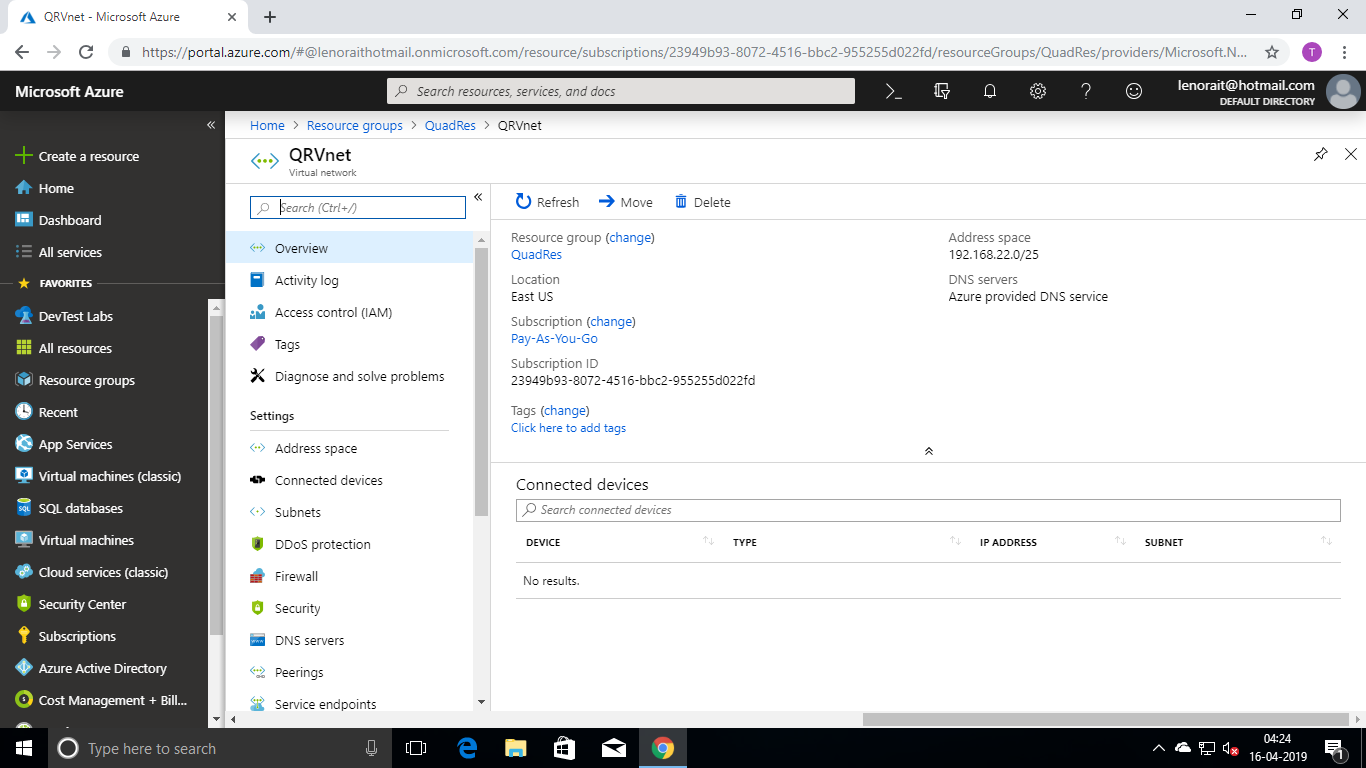 QRVnet - Microsoft Azure
https://portal.azure.com/#@lenoraithotmail.onmicrosoft.com/resource/subscriptions/23949b93-8072-4516-bbc2-955255d022fd/resourceGroups/QuadRes/providers/Microsoft.N...
T
Microsoft Azure
Search resources, services, and docs
lenorait@hotmail.com
DEFAULT DIRECTORY
Create a resource
Home
Dashboard
All services
FAVORITES
DevTest Labs
All resources
Resource groups
Recent
App Services
Virtual machines (classic)
SQL databases
Virtual machines
Cloud services (classic)
Security Center
Subscriptions
Azure Active Directory
Cost Management + Bill...
Home > Resource groups > QuadRes > QRVnet
QRVnet
Virtual network
Search (Ctrl+/)
Overview
Activity log
Access control (IAM)
Tags
Diagnose and solve problems
Settings
Address space
Connected devices
Subnets
DDoS protection
Firewall
Security
DNS servers
Peerings
Service endpoints
Refresh Move Delete
Resource group (change)
QuadRes
Location
East US
Subscription (change)
Pay-As-You-Go
Subscription ID
23949b93-8072-4516-bbc2-955255d022fd
Tags (change)
Click here to add tags
Address space
192.168.22.0/25
DNS servers
Azure provided DNS service
Connected devices
Search connected devices
DEVICE TYPE IP ADDRESS SUBNET
No results.
Type here to search
04:24
16-04-2019
1